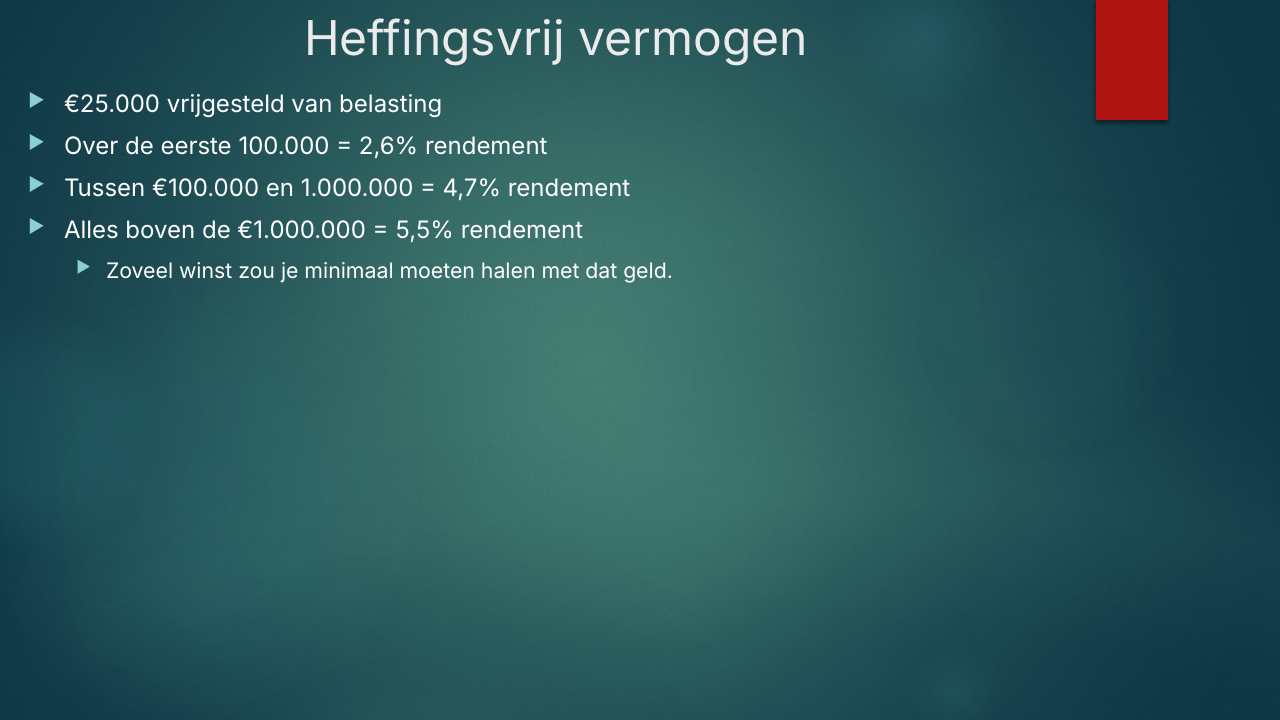 Heffingsvrij vermogen
€25.000 vrijgesteld van belasting
Over de eerste 100.000 = 2,6% rendement
Tussen €100.000 en 1.000.000 = 4,7% rendement
Alles boven de €1.000.000 = 5,5% rendement
Zoveel winst zou je minimaal moeten halen met dat geld.